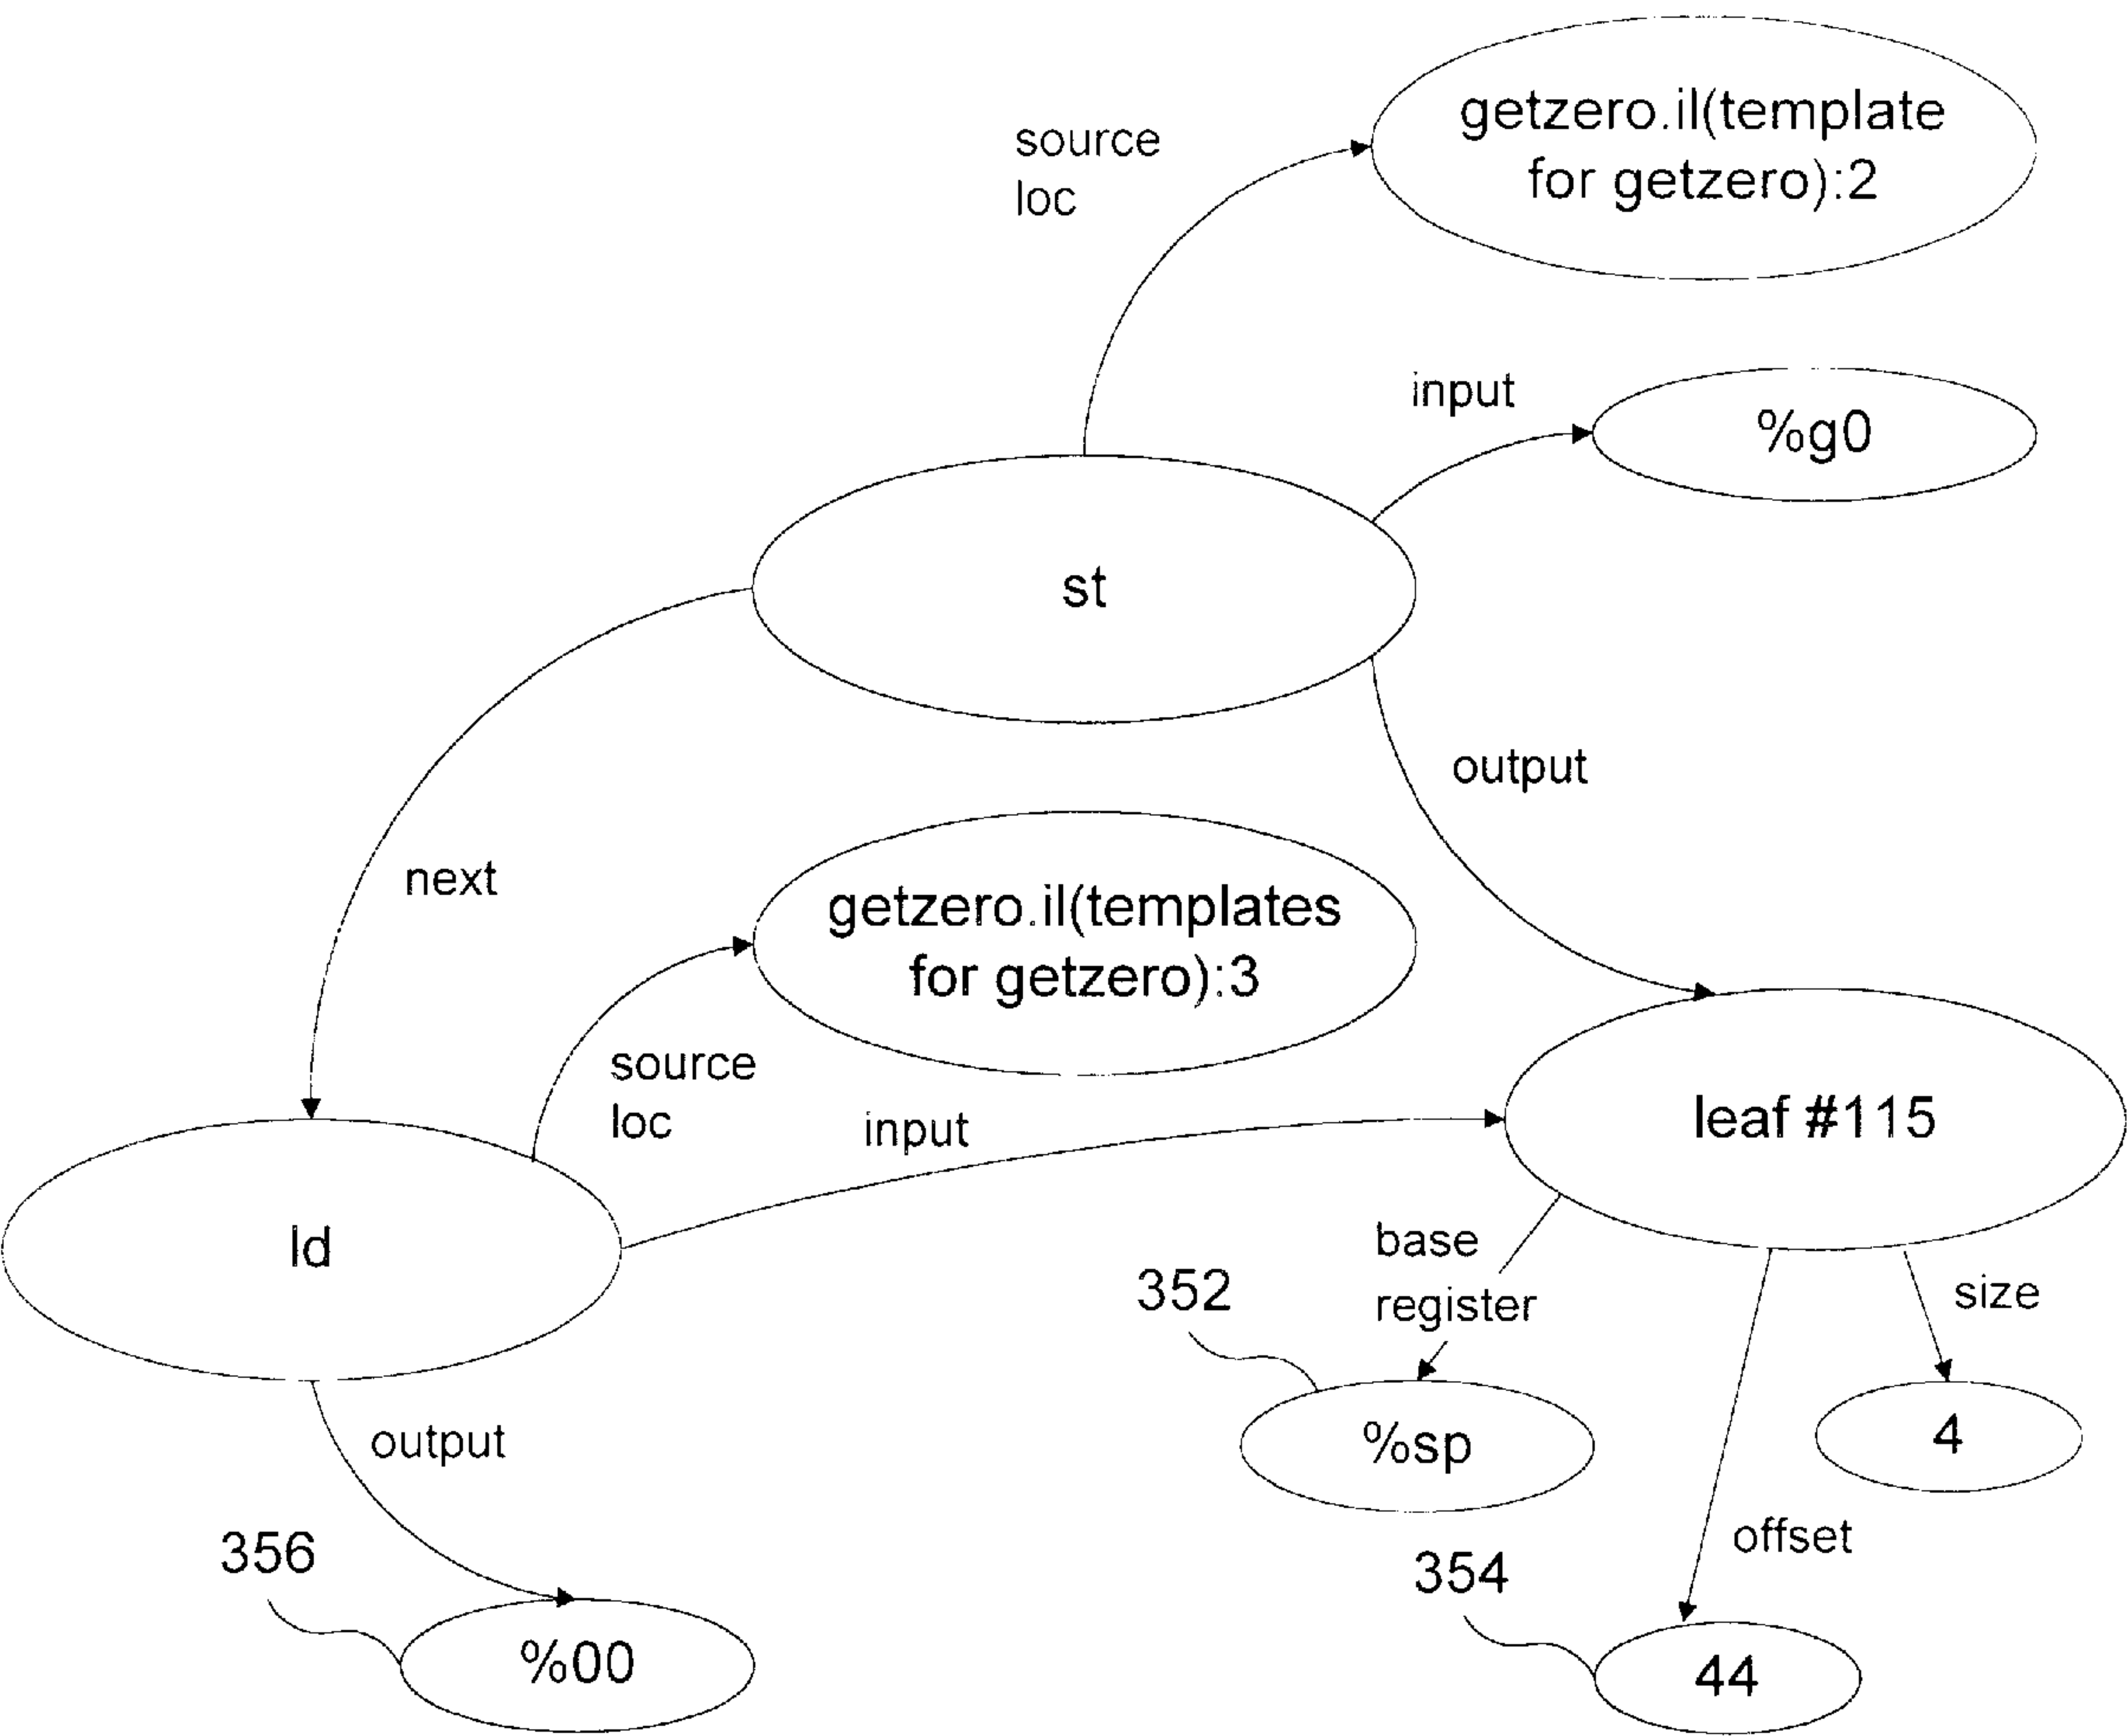 getzero.il(template
for getzero):2
source
loc
input
%g0
st
output
next
getzero.il(templates
for getzero):3
source
loc
input
leaf #115
ld
base
register
size
352
%sp
4
output
offset
356
354
%00
44